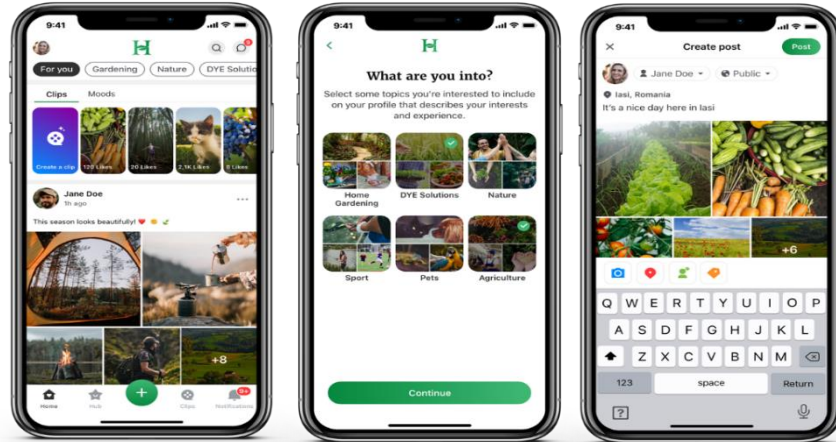 9:41
H
For you
Gardening
Nature
DYE Solutio
Clips
Moods
Create a clip
120 Likes
20 Likes
2,1K Likes
8 Likes
Jane Doe
1h ago
This season looks beautifully!
+8
Home
Hub
Clips
Notifications
9+
9:41
H
What are you into?
Select some topics you're interested to include
on your profile that describes your interests
and experience.
Home
Gardening
DYE Solutions
Nature
Sport
Pets
Agriculture
Continue
9:41
Create post
Post
Jane Doe
Public
Iasi, Romania
It's a nice day here in Iasi
+6
Q W E R T Y U I O P
A S D F G H J K L
Z X C V B N M
123
space
Return
?